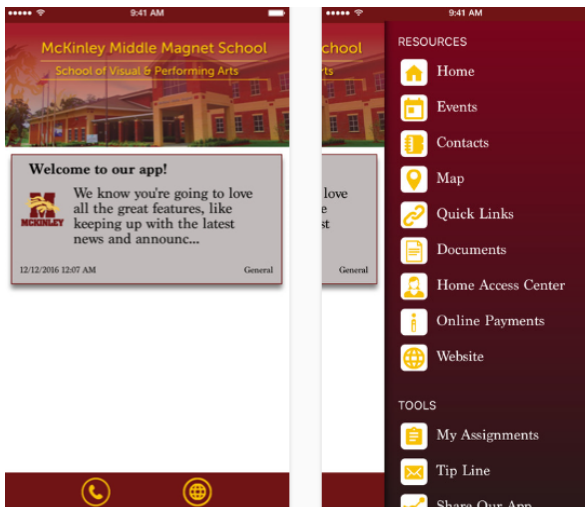 9:41 AM
McKinley Middle Magnet School
School of Visual & Performing Arts
Welcome to our app!
We know you're going to love
all the great features, like
keeping up with the latest
news and announc...
MCKINLEY
12/12/2016 12:07 AM
General
9:41 AM
chool
rts
love
e
st
General
RESOURCES
Home
Events
Contacts
Map
Quick Links
Documents
Home Access Center
Online Payments
Website
TOOLS
My Assignments
Tip Line
Share Our App